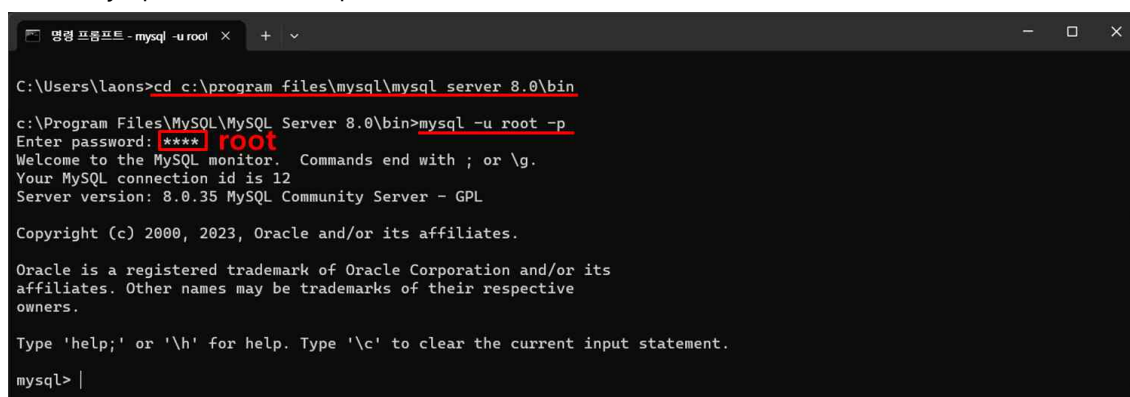 명령 프롬프트 - mysql -u root
C:\Users\laons>cd c:\program files\mysql\mysql server 8.0\bin
c:\Program Files\MySQL\MySQL Server 8.0\bin>mysql -u root -p
Enter password: **** root
Welcome to the MySQL monitor.  Commands end with ; or \g.
Your MySQL connection id is 12
Server version: 8.0.35 MySQL Community Server - GPL
Copyright (c) 2000, 2023, Oracle and/or its affiliates.
Oracle is a registered trademark of Oracle Corporation and/or its
affiliates. Other names may be trademarks of their respective
owners.
Type 'help;' or '\h' for help. Type '\c' to clear the current input statement.
mysql>